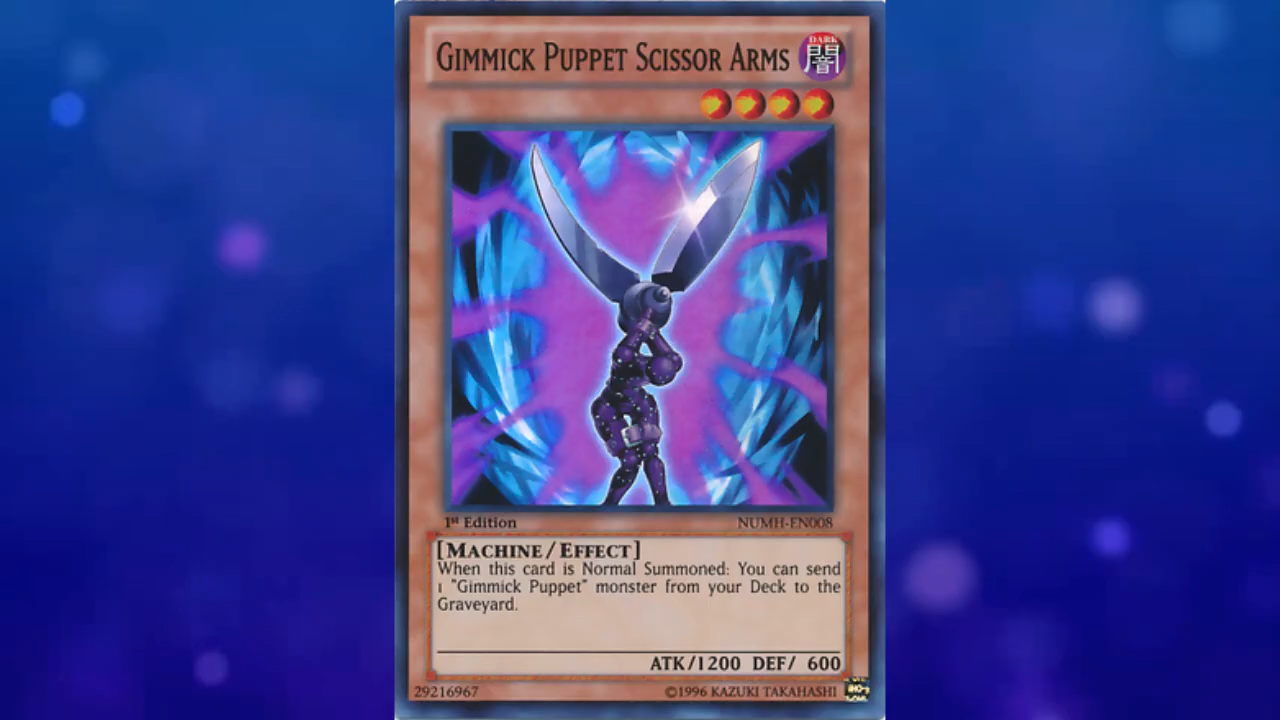 GIMMICK PUPPET SCISSOR ARMS
DARK
闇
1st Edition
NUMH-EN008
[MACHINE/EFFECT]
When this card is Normal Summoned: You can send
1 "Gimmick Puppet" monster from your Deck to the
Graveyard.
ATK/1200 DEF/ 600
29216967
©1996 KAZUKI TAKAHASHI